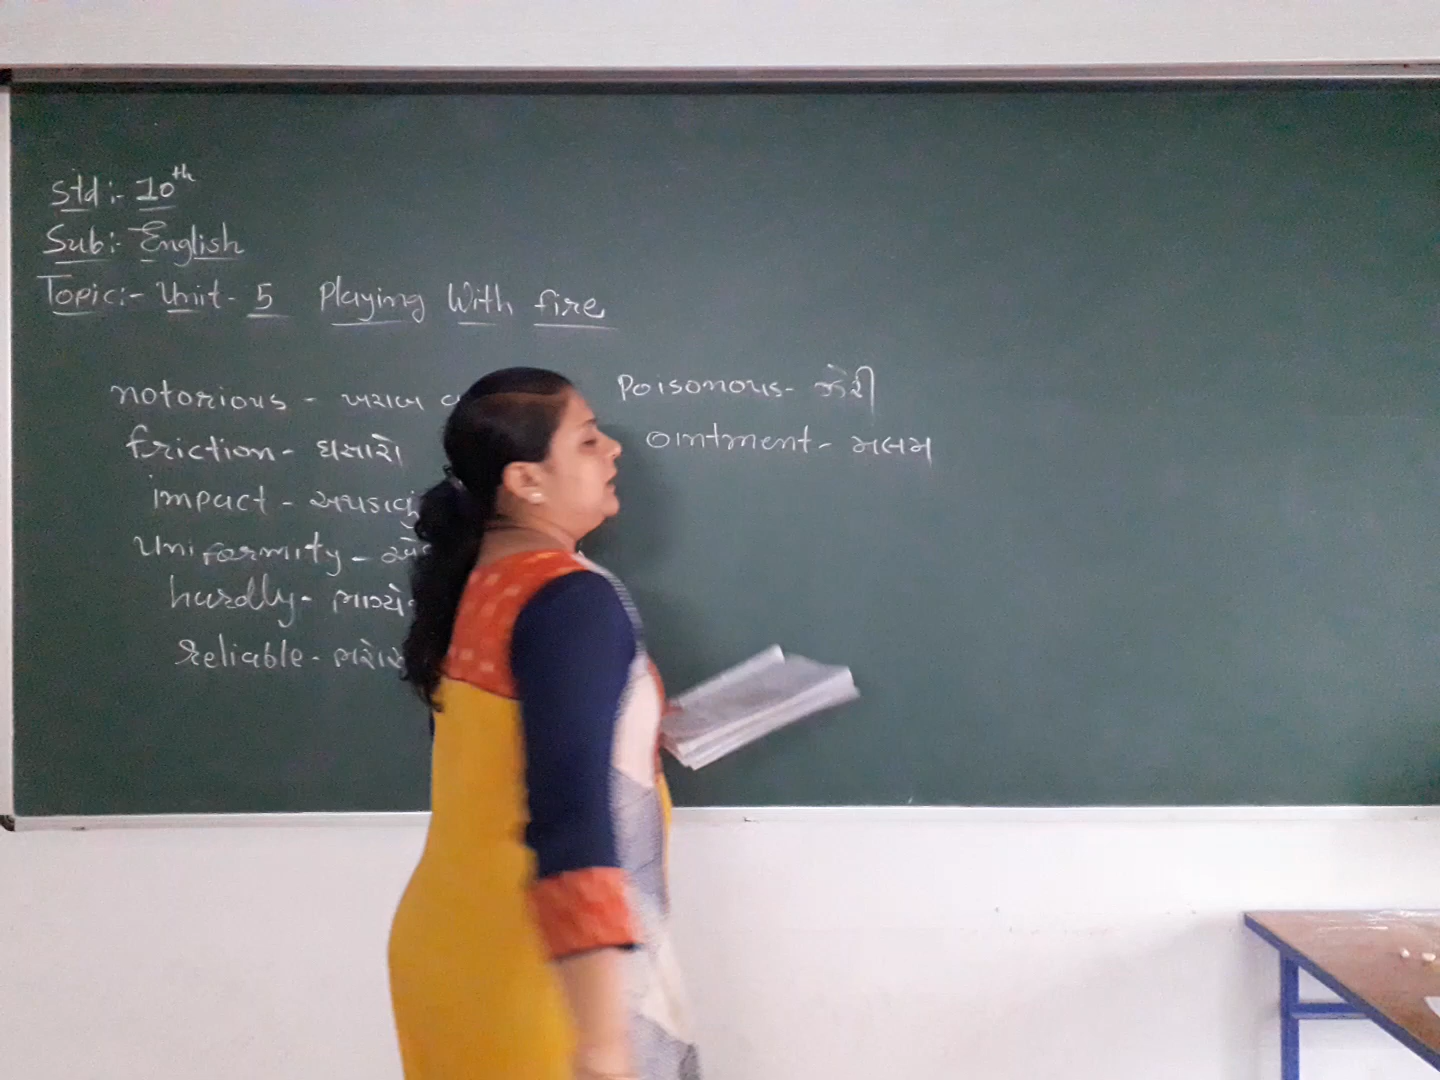 Std :- 10th
Sub :- English
Topic :- Unit - 5 Playing With fire
notorious - ખરાબ
friction - ઘસારો
impact - અથડાવું
Uniformity -
hardly - ભાગ્યે
reliable -
Poisonous - ઝેરી
ointment - મલમ